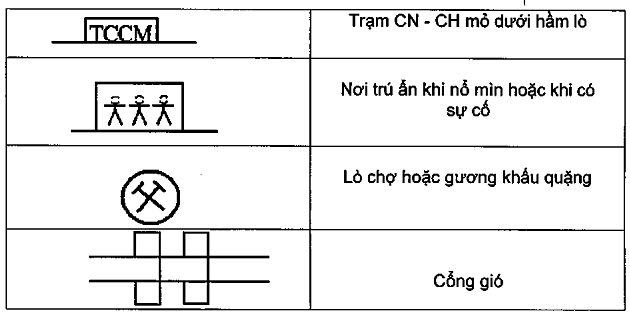 TCCM
Trạm CN - CH mỏ dưới hầm lò
Nơi trú ẩn khi nổ mìn hoặc khi có
sự cố
Lò chợ hoặc gương khấu quặng
Cổng gió